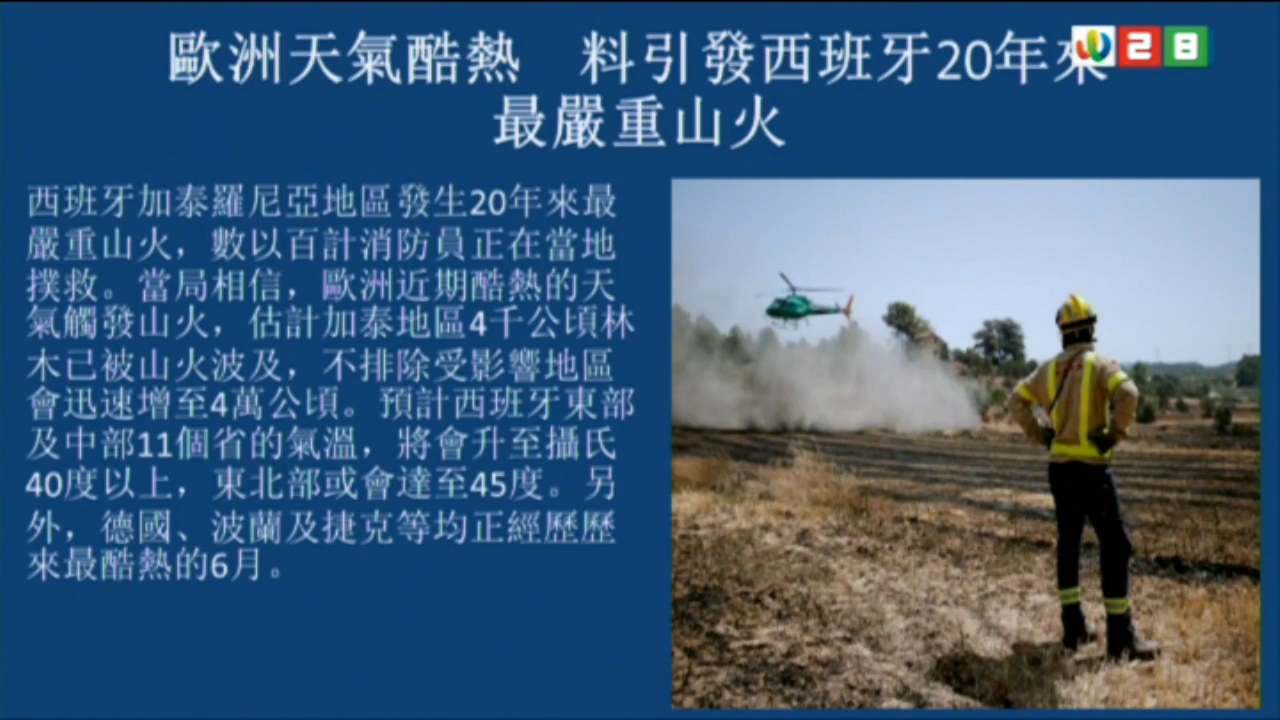 歐洲天氣酷熱　料引發西班牙20年來
最嚴重山火
28
西班牙加泰羅尼亞地區發生20年來最
嚴重山火，數以百計消防員正在當地
撲救。當局相信，歐洲近期酷熱的天
氣觸發山火，估計加泰地區4千公頃林
木已被山火波及，不排除受影響地區
會迅速增至4萬公頃。預計西班牙東部
及中部11個省的氣溫，將會升至攝氏
40度以上，東北部或會達至45度。另
外，德國、波蘭及捷克等均正經歷歷
來最酷熱的6月。